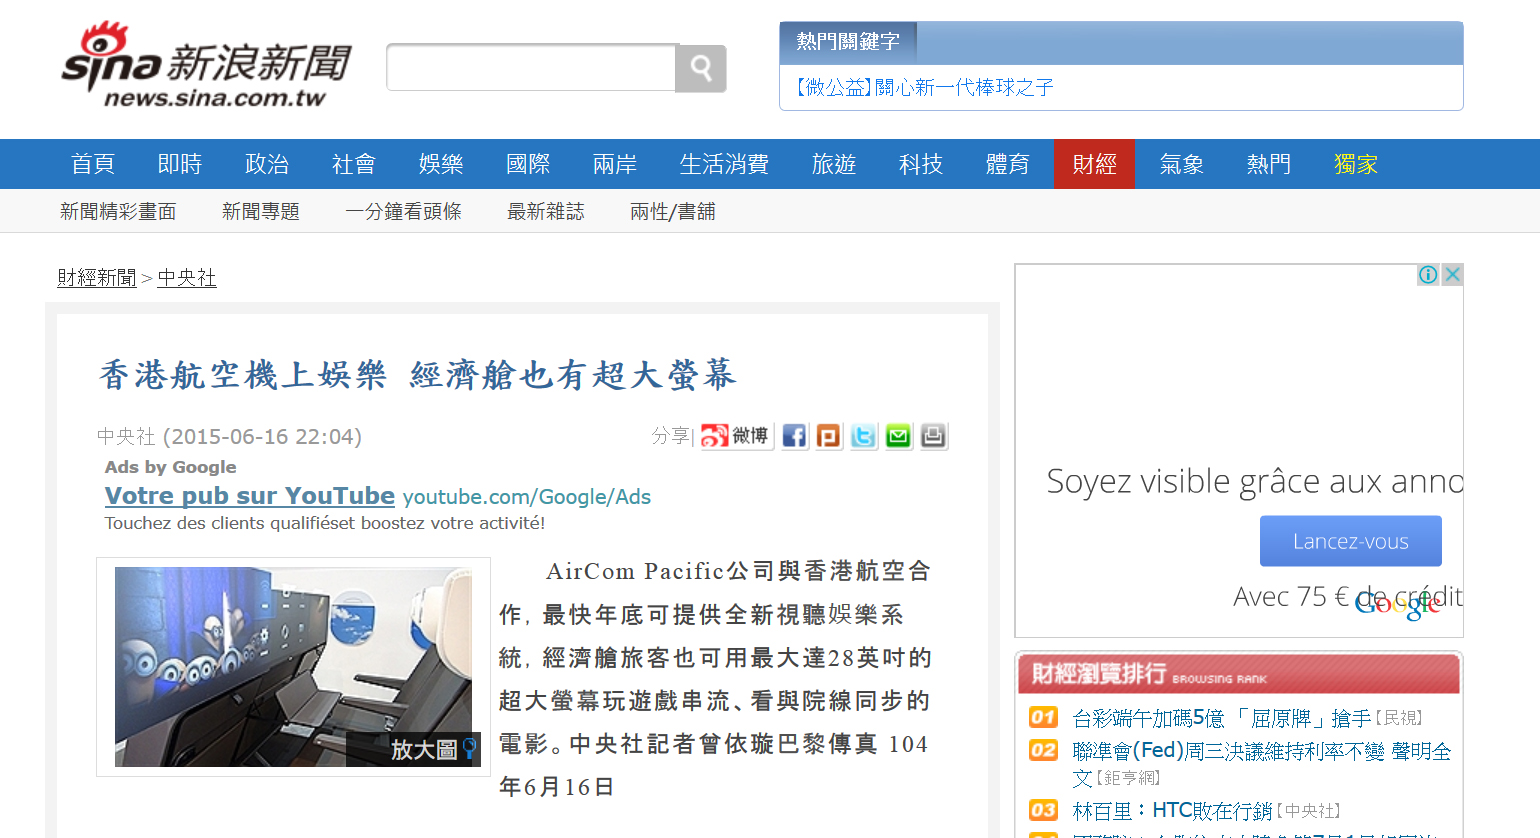 sina 新浪新聞
news.sina.com.tw
熱門關鍵字
【微公益】關心新一代棒球之子
首頁 即時 政治 社會 娛樂 國際 兩岸 生活消費 旅遊 科技 體育 財經 氣象 熱門 獨家
新聞精彩畫面 新聞專題 一分鐘看頭條 最新雜誌 兩性/書舖
財經新聞 > 中央社
香港航空機上娛樂 經濟艙也有超大螢幕
中央社 (2015-06-16 22:04)
分享| 微博
Ads by Google
Votre pub sur YouTube youtube.com/Google/Ads
Touchez des clients qualifiéset boostez votre activité!
放大圖
AirCom Pacific公司與香港航空合
作，最快年底可提供全新視聽娛樂系
統，經濟艙旅客也可用最大達28英吋的
超大螢幕玩遊戲串流、看與院線同步的
電影。中央社記者曾依璇巴黎傳真 104
年6月16日
Soyez visible grâce aux anno
Lancez-vous
Avec 75 € de crédit
Google
財經瀏覽排行 BROWSING RANK
01 台彩端午加碼5億 「屈原牌」搶手【民視】
02 聯準會(Fed)周三決議維持利率不變 聲明全
文【鉅亨網】
03 林百里：HTC敗在行銷【中央社】